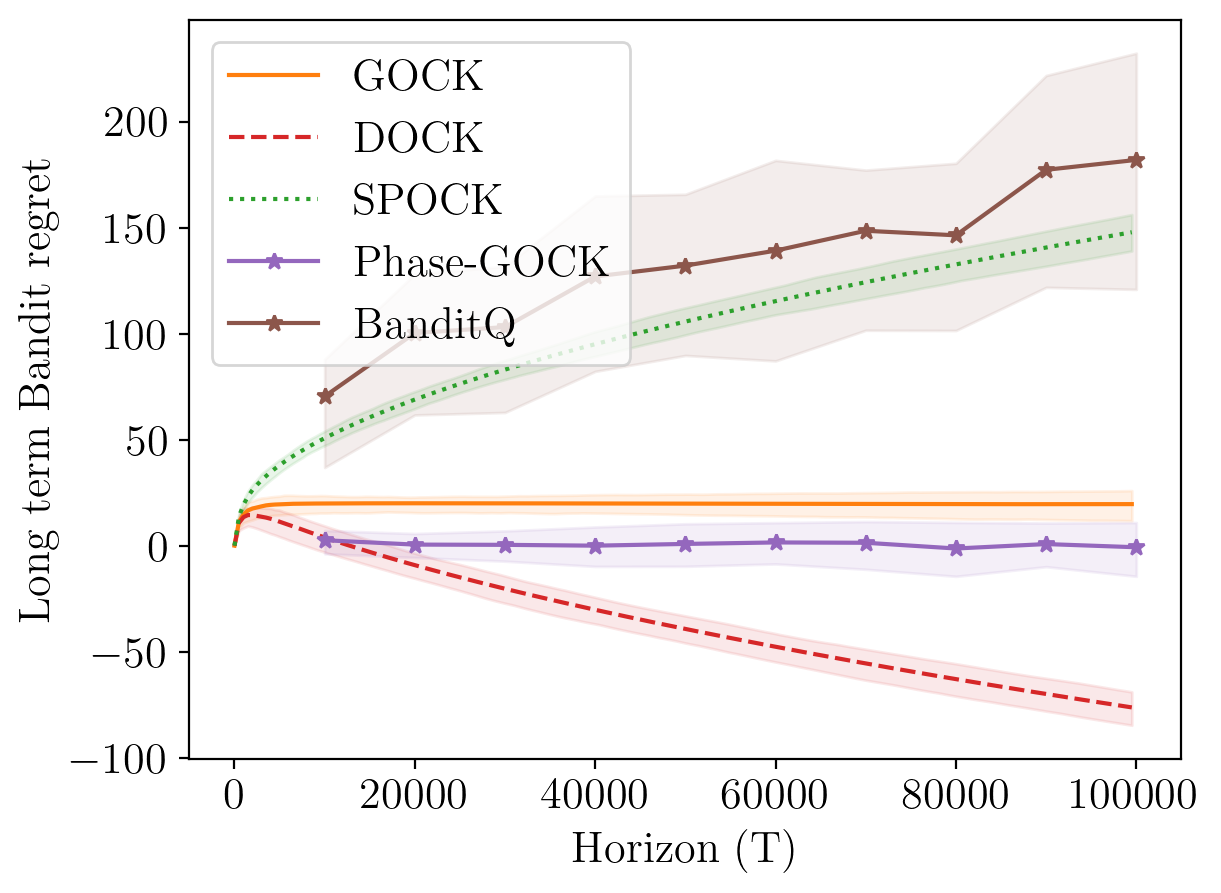 GOCK
DOCK
SPOCK
Phase-GOCK
BanditQ
Long term Bandit regret
200
150
100
50
0
−50
−100
0 20000 40000 60000 80000 100000
Horizon (T)